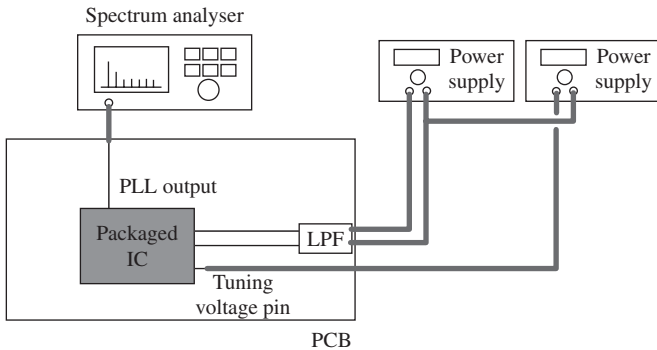 Spectrum analyser
Power
supply
Power
supply
PLL output
Packaged
IC
LPF
Tuning
voltage pin
PCB